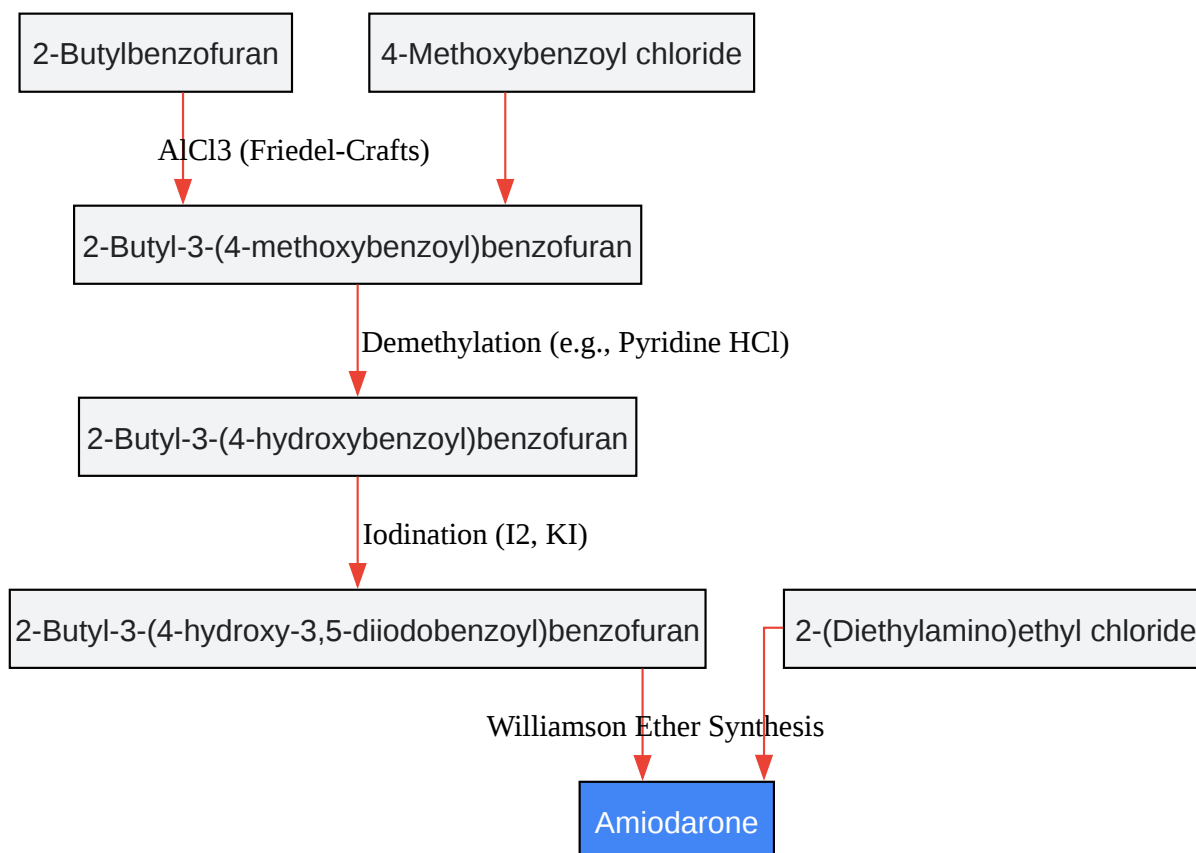 2-Butylbenzofuran
4-Methoxybenzoyl chloride
AlCl3 (Friedel-Crafts)
2-Butyl-3-(4-methoxybenzoyl)benzofuran
Demethylation (e.g., Pyridine HCl)
2-Butyl-3-(4-hydroxybenzoyl)benzofuran
Iodination (I2, KI)
2-Butyl-3-(4-hydroxy-3,5-diiodobenzoyl)benzofuran
2-(Diethylamino)ethyl chloride
Williamson Ether Synthesis
Amiodarone